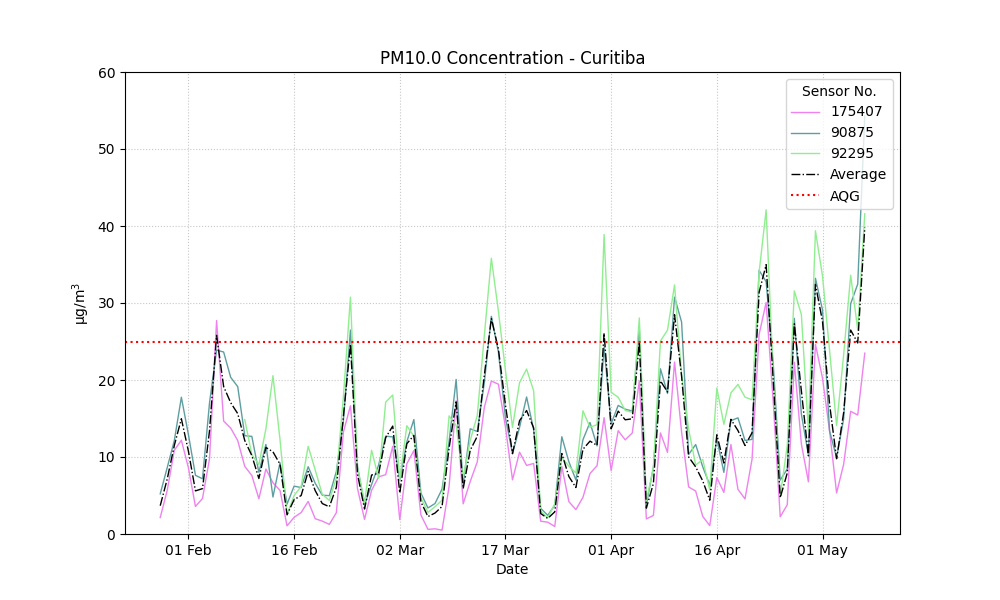 PM10.0 Concentration - Curitiba
60
50
40
30
20
10
0
µg/m³
01 Feb
16 Feb
02 Mar
17 Mar
01 Apr
16 Apr
01 May
Date
Sensor No.
175407
90875
92295
Average
AQG